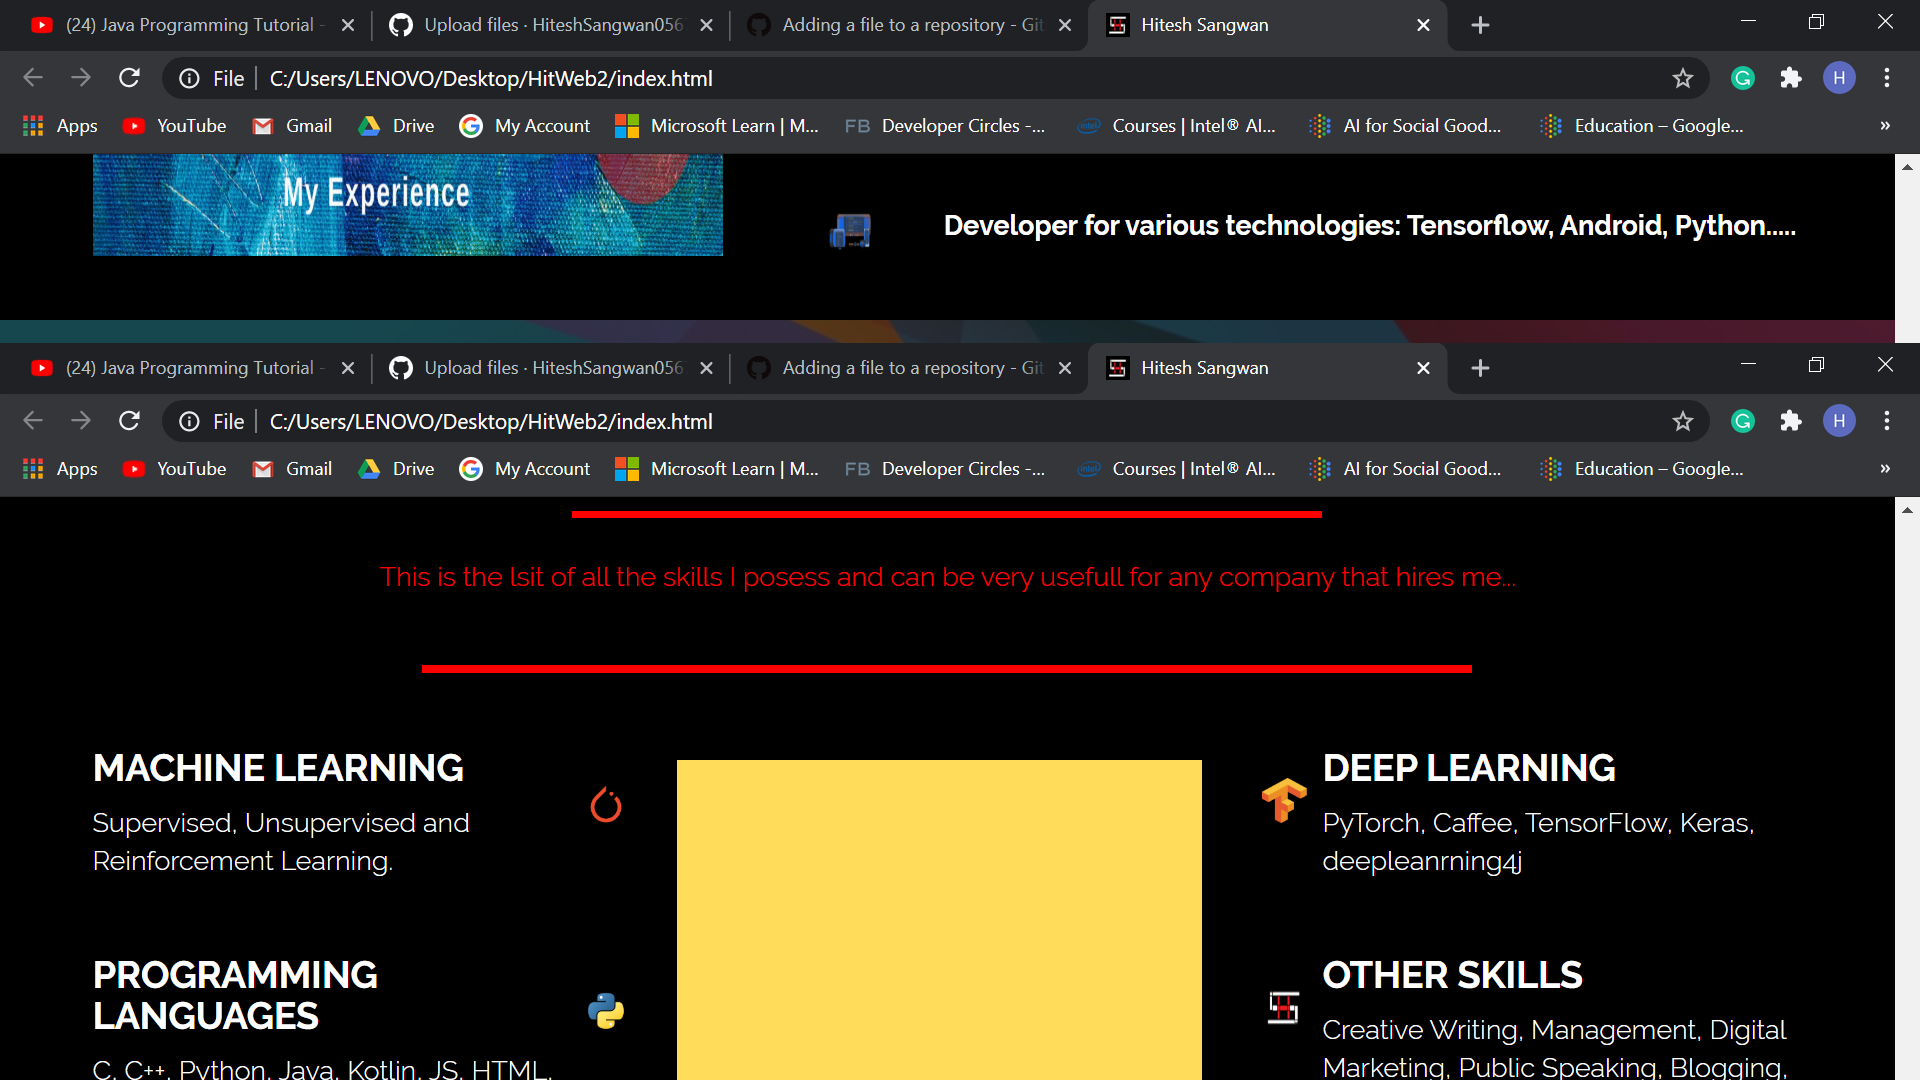 (24) Java Programming Tutorial -
Upload files · HiteshSangwan056
Adding a file to a repository - Git
Hitesh Sangwan
File
C:/Users/LENOVO/Desktop/HitWeb2/index.html
H
Apps
YouTube
Gmail
Drive
My Account
Microsoft Learn | M...
FB
Developer Circles -...
intel
Courses | Intel® AI...
AI for Social Good...
Education – Google...
»
My Experience
Developer for various technologies: Tensorflow, Android, Python.....
(24) Java Programming Tutorial -
Upload files · HiteshSangwan056
Adding a file to a repository - Git
Hitesh Sangwan
File
C:/Users/LENOVO/Desktop/HitWeb2/index.html
H
Apps
YouTube
Gmail
Drive
My Account
Microsoft Learn | M...
FB
Developer Circles -...
intel
Courses | Intel® AI...
AI for Social Good...
Education – Google...
»
This is the lsit of all the skills I posess and can be very usefull for any company that hires me...
MACHINE LEARNING
Supervised, Unsupervised and
Reinforcement Learning.
DEEP LEARNING
PyTorch, Caffee, TensorFlow, Keras,
deepleanrning4j
PROGRAMMING
LANGUAGES
C, C++, Python, Java, Kotlin, JS, HTML,
OTHER SKILLS
Creative Writing, Management, Digital
Marketing, Public Speaking, Blogging,